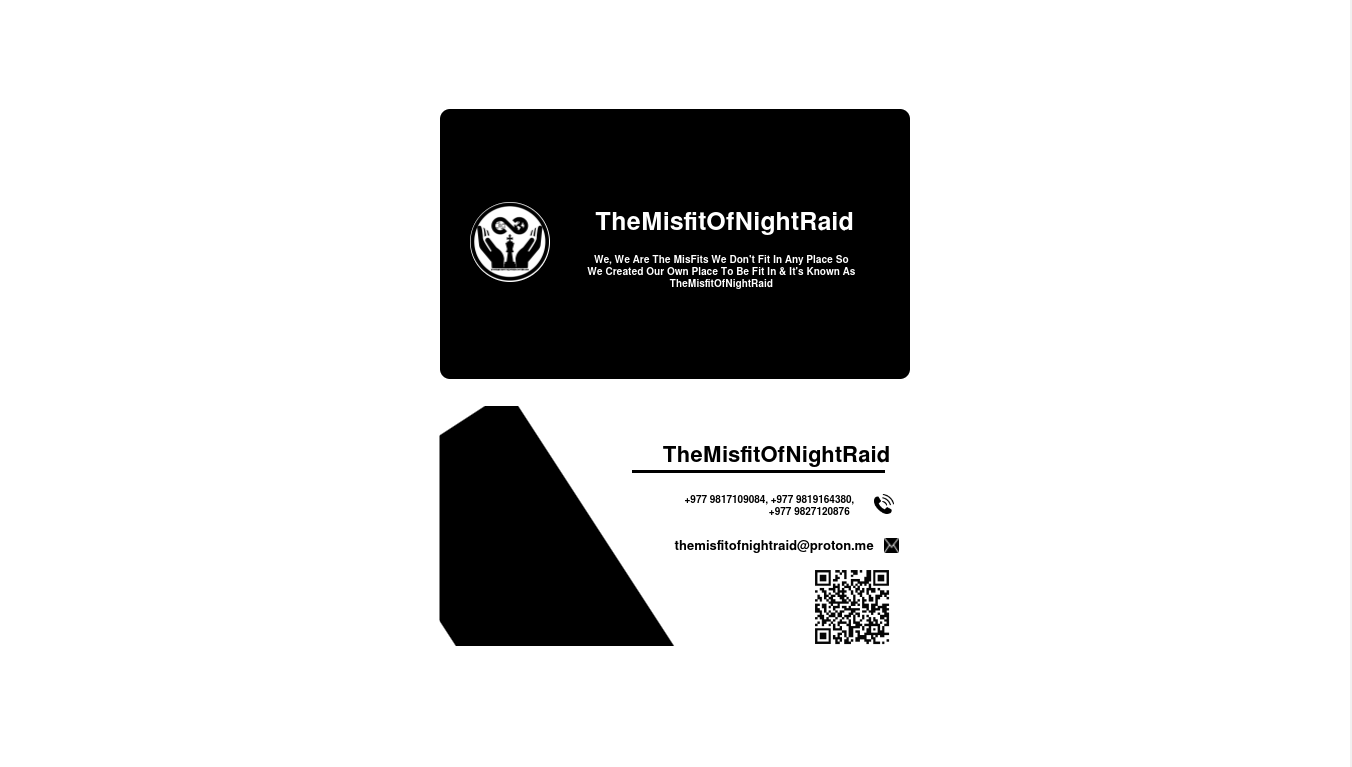 TheMisfitOfNightRaid
We, We Are The MisFits We Don't Fit In Any Place So
We Created Our Own Place To Be Fit In & It's Known As
TheMisfitOfNightRaid
TheMisfitOfNightRaid
+977 9817109084, +977 9819164380,
+977 9827120876
themisfitofnightraid@proton.me